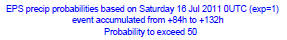 EPS precip probabilities based on Saturday 16 Jul 2011 0UTC (exp=1)
event accumulated from +84h to +132h
Probability to exceed 50